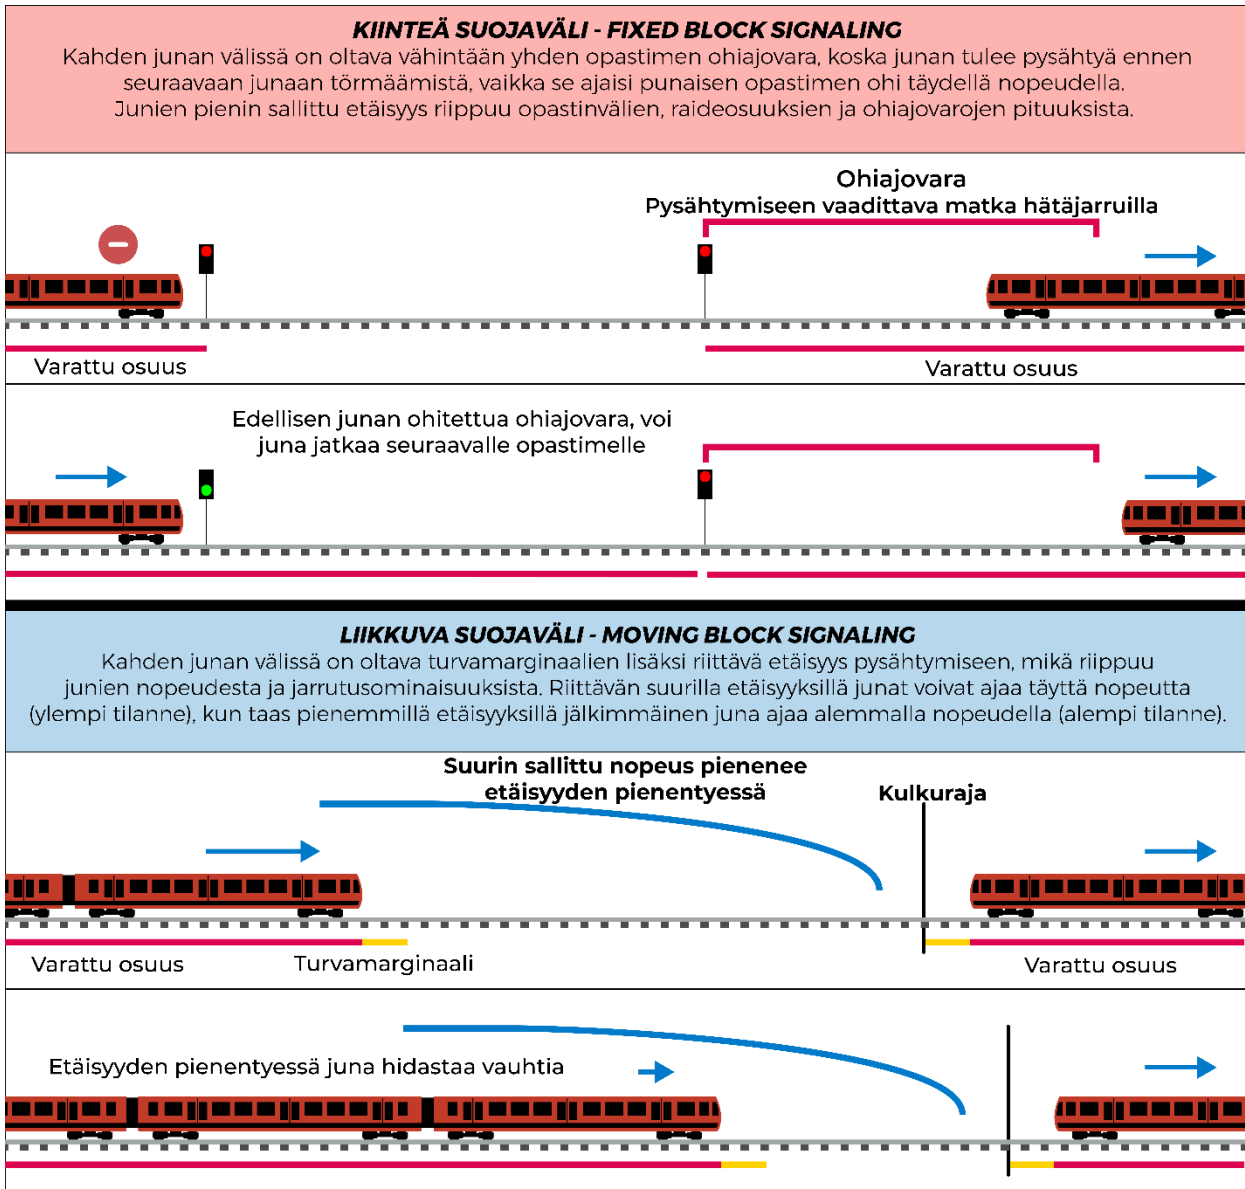 KIINTEÄ SUOJAVÄLI - FIXED BLOCK SIGNALING
Kahden junan välissä on oltava vähintään yhden opastimen ohiajovara, koska junan tulee pysähtyä ennen
seuraavaan junaan törmäämistä, vaikka se ajaisi punaisen opastimen ohi täydellä nopeudella.
Junien pienin sallittu etäisyys riippuu opastinvälien, raideosuuksien ja ohiajovarojen pituuksista.
Ohiajovara
Pysähtymiseen vaadittava matka hätäjarruilla
Varattu osuus
Varattu osuus
Edellisen junan ohitettua ohiajovara, voi
juna jatkaa seuraavalle opastimelle
LIIKKUVA SUOJAVÄLI - MOVING BLOCK SIGNALING
Kahden junan välissä on oltava turvamarginaalien lisäksi riittävä etäisyys pysähtymiseen, mikä riippuu
junien nopeudesta ja jarrutusominaisuuksista. Riittävän suurilla etäisyyksillä junat voivat ajaa täyttä nopeutta
(ylempi tilanne), kun taas pienemmillä etäisyyksillä jälkimmäinen juna ajaa alemmalla nopeudella (alempi tilanne).
Suurin sallittu nopeus pienenee
etäisyyden pienentyessä
Kulkuraja
Varattu osuus
Turvamarginaali
Varattu osuus
Etäisyyden pienentyessä juna hidastaa vauhtia